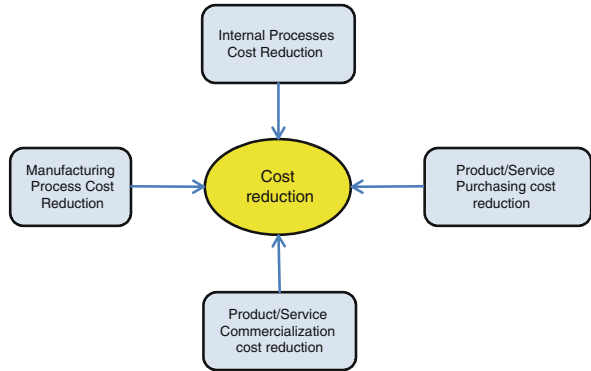 Internal Processes
Cost Reduction
Manufacturing
Process Cost
Reduction
Cost
reduction
Product/Service
Purchasing cost
reduction
Product/Service
Commercialization
cost reduction